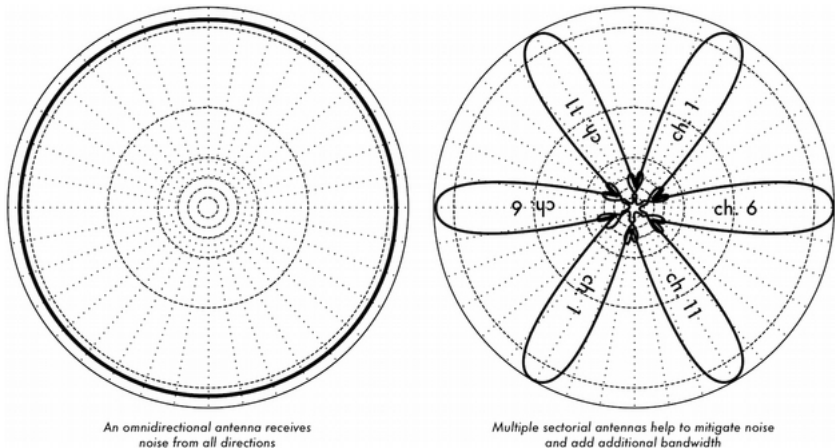 ch. 11
ch. 1
ch. 6
ch. 6
ch. 1
ch. 11
An omnidirectional antenna receives
noise from all directions
Multiple sectorial antennas help to mitigate noise
and add additional bandwidth